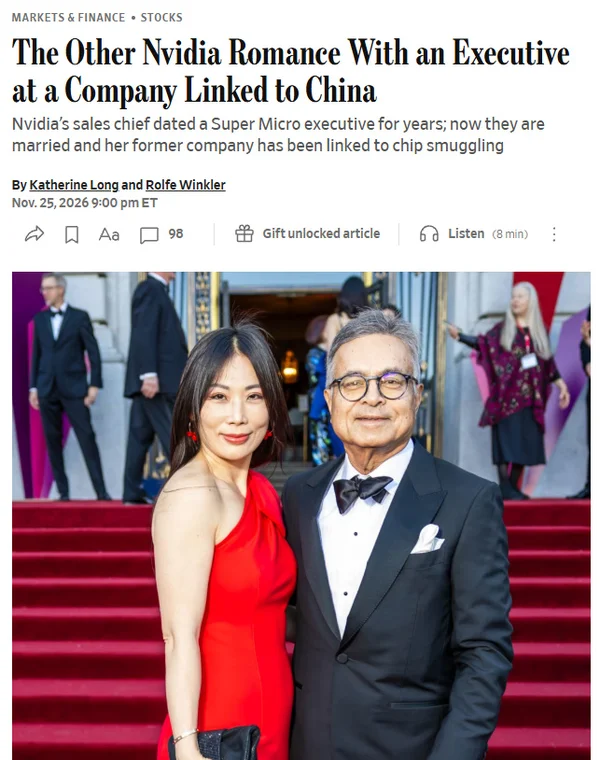 MARKETS & FINANCE • STOCKS
The Other Nvidia Romance With an Executive
at a Company Linked to China
Nvidia's sales chief dated a Super Micro executive for years; now they are
married and her former company has been linked to chip smuggling
By Katherine Long and Rolfe Winkler
Nov. 25, 2026 9:00 pm ET
Aa 98 Gift unlocked article Listen (8 min)